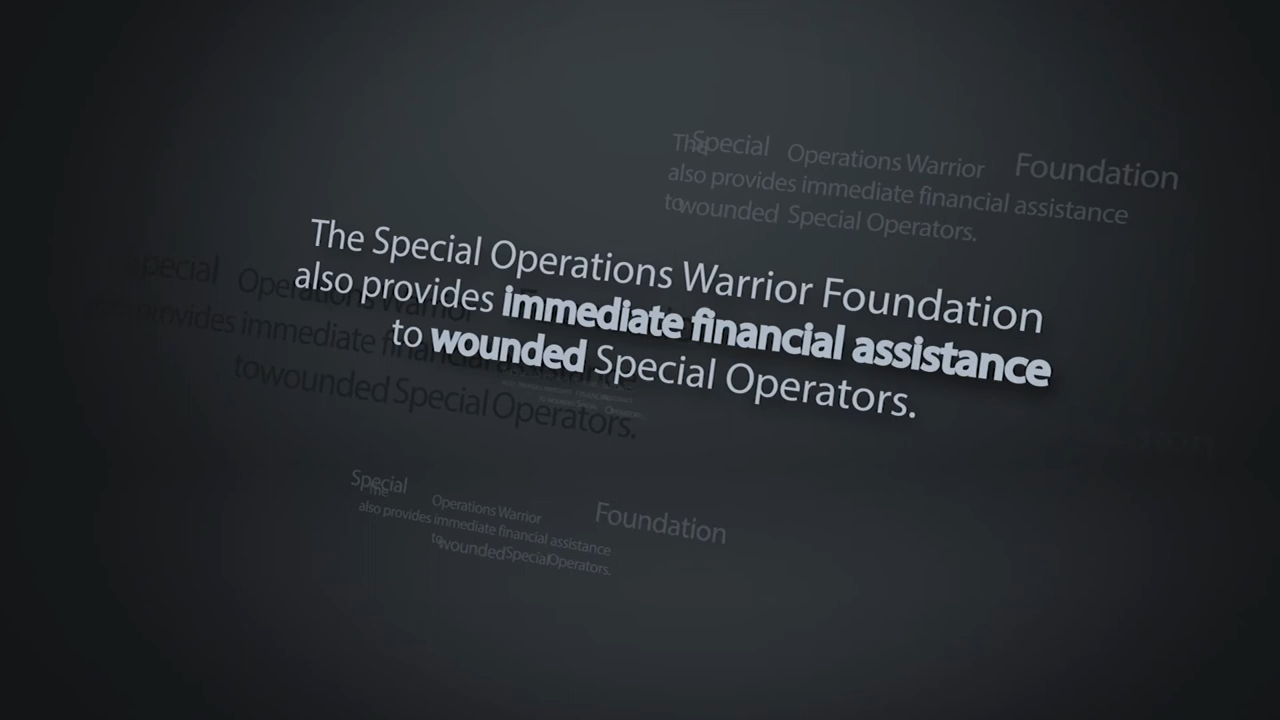 The Special Operations Warrior Foundation
also provides immediate financial assistance
to wounded Special Operators.
The Special Operations Warrior Foundation
also provides immediate financial assistance
to wounded Special Operators.
Special Operations Warrior
provides immediate financial assistance
to wounded Special Operators.
Special The Operations Warrior Foundation
also provides immediate financial assistance
to wounded Special Operators.